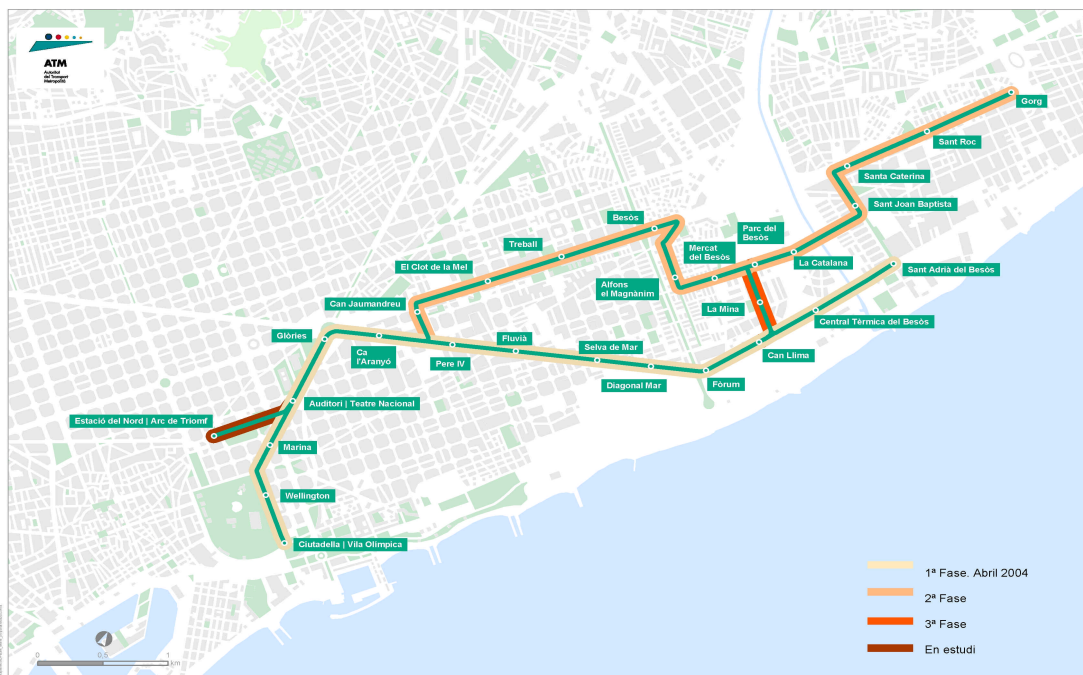 ATM
Autoritat
del Transport
Metropolità
Gorg
Sant Roc
Santa Caterina
Sant Joan Baptista
Besòs
Parc del
Besòs
Mercat
del Besòs
Treball
La Catalana
El Clot de la Mel
Sant Adrià del Besòs
Alfons
el Magnànim
Can Jaumandreu
La Mina
Central Tèrmica del Besòs
Glòries
Fluvià
Ca
l'Aranyó
Selva de Mar
Can Llima
Pere IV
Diagonal Mar
Fòrum
Auditori | Teatre Nacional
Estació del Nord | Arc de Triomf
Marina
Wellington
Ciutadella | Vila Olímpica
1ª Fase. Abril 2004
2ª Fase
3ª Fase
En estudi
0 0,5 1
km